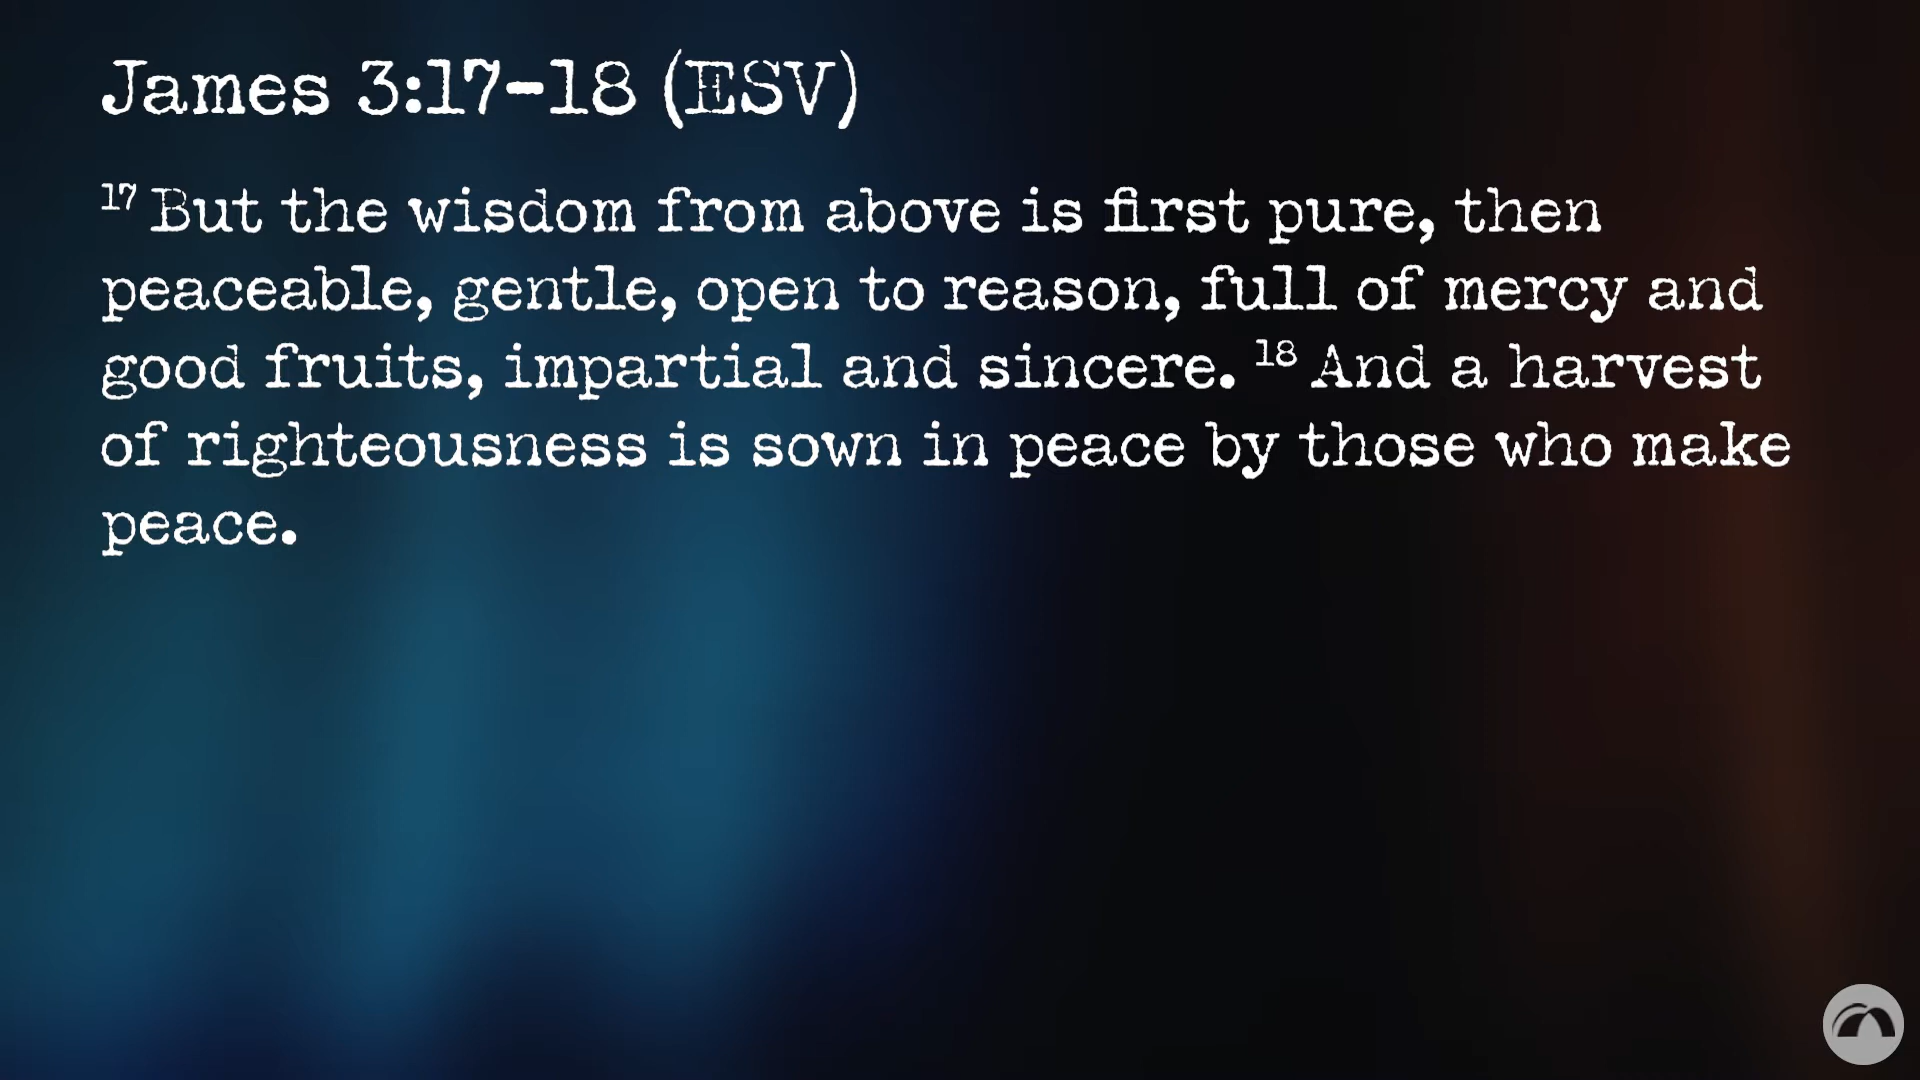 James 3:17-18 (ESV)
17 But the wisdom from above is first pure, then
peaceable, gentle, open to reason, full of mercy and
good fruits, impartial and sincere. 18 And a harvest
of righteousness is sown in peace by those who make
peace.